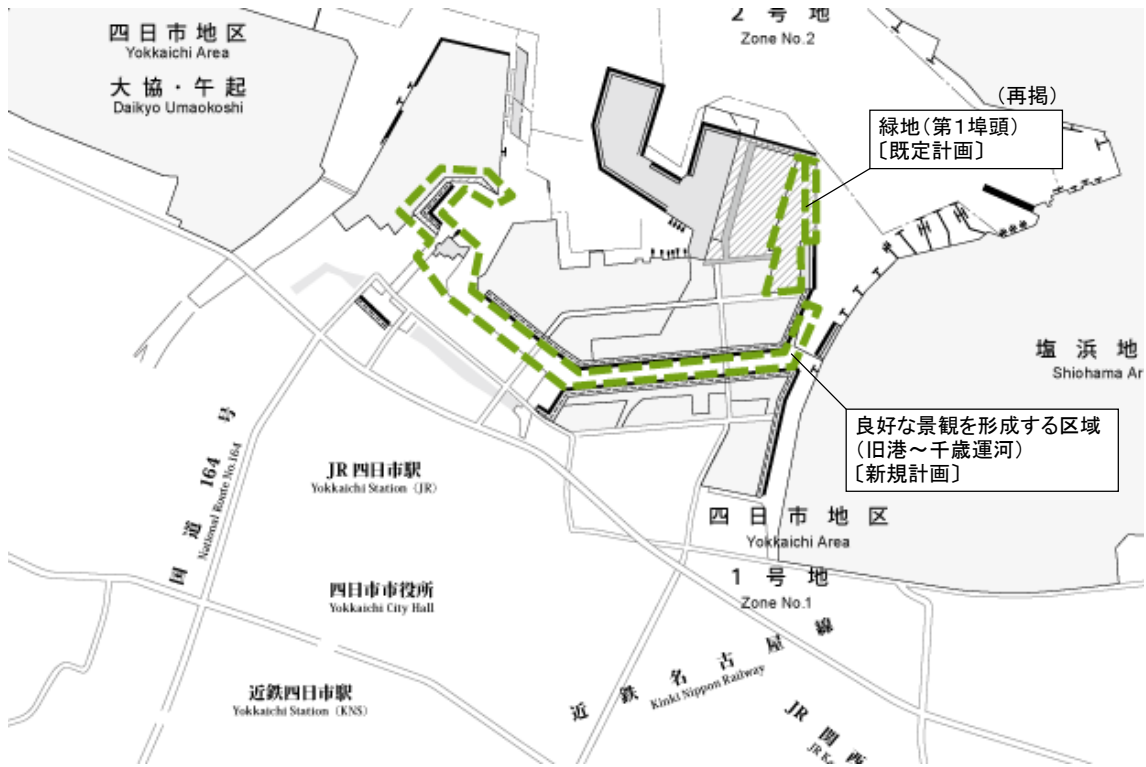 四日市地区
Yokkaichi Area
大協・午起
Daikyo Umaokoshi
2号地
Zone No.2
(再掲)
緑地(第1埠頭)
〔既定計画〕
塩浜地
Shiohama Ar
良好な景観を形成する区域
(旧港～千歳運河)
〔新規計画〕
国道164号
National Route No.164
JR 四日市駅
Yokkaichi Station (JR)
四日市地区
Yokkaichi Area
1号地
Zone No.1
四日市市役所
Yokkaichi City Hall
近鉄四日市駅
Yokkaichi Station (KNS)
近鉄名古屋線
Kinki Nippon Railway
JR 関西